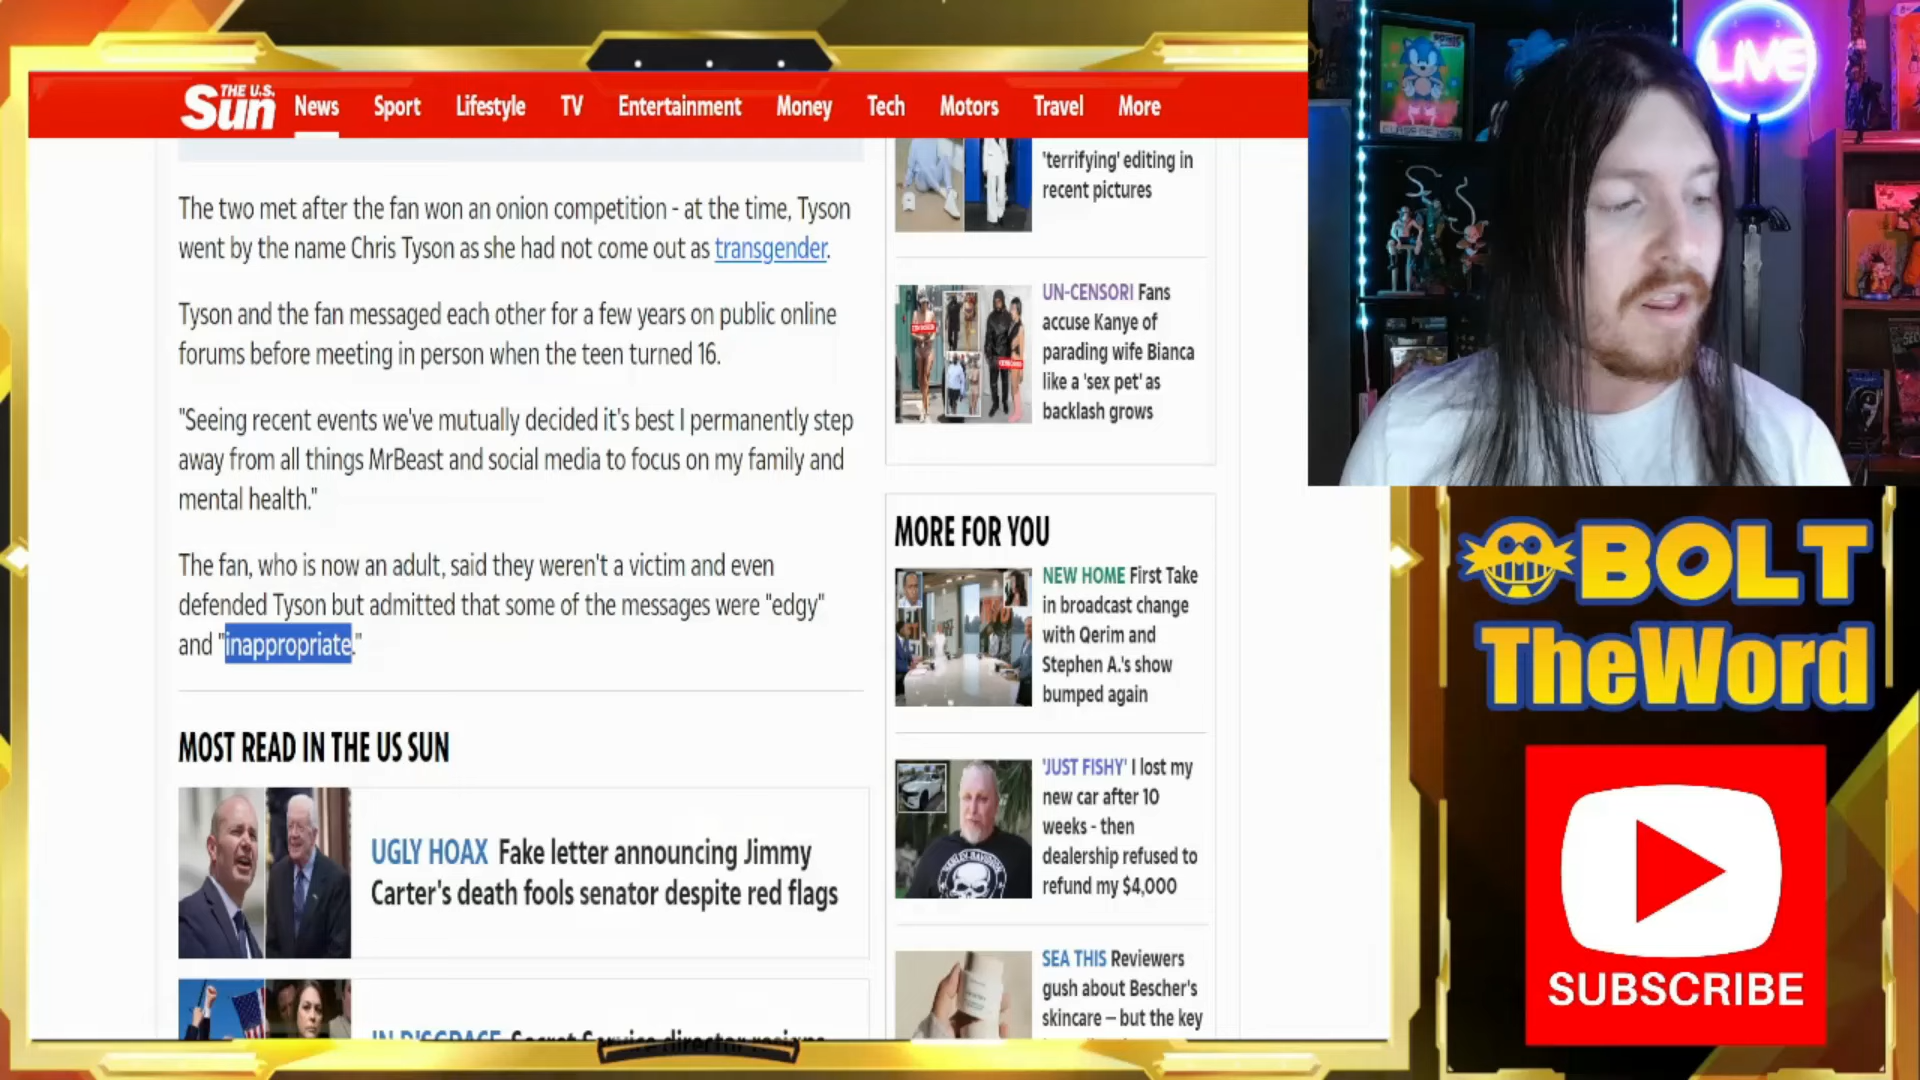 THE U.S.
Sun
News
Sport
Lifestyle
TV
Entertainment
Money
Tech
Motors
Travel
More
The two met after the fan won an onion competition - at the time, Tyson
went by the name Chris Tyson as she had not come out as transgender.
Tyson and the fan messaged each other for a few years on public online
forums before meeting in person when the teen turned 16.
"Seeing recent events we've mutually decided it's best I permanently step
away from all things MrBeast and social media to focus on my family and
mental health."
The fan, who is now an adult, said they weren't a victim and even
defended Tyson but admitted that some of the messages were "edgy"
and "inappropriate."
MOST READ IN THE US SUN
UGLY HOAX Fake letter announcing Jimmy
Carter's death fools senator despite red flags
IN DISGRACE Secret Service director resigns
'terrifying' editing in
recent pictures
UN-CENSORI Fans
accuse Kanye of
parading wife Bianca
like a 'sex pet' as
backlash grows
MORE FOR YOU
NEW HOME First Take
in broadcast change
with Qerim and
Stephen A.'s show
bumped again
'JUST FISHY' I lost my
new car after 10
weeks - then
dealership refused to
refund my $4,000
SEA THIS Reviewers
gush about Bescher's
skincare – but the key
LIVE
BOLT
TheWord
SUBSCRIBE